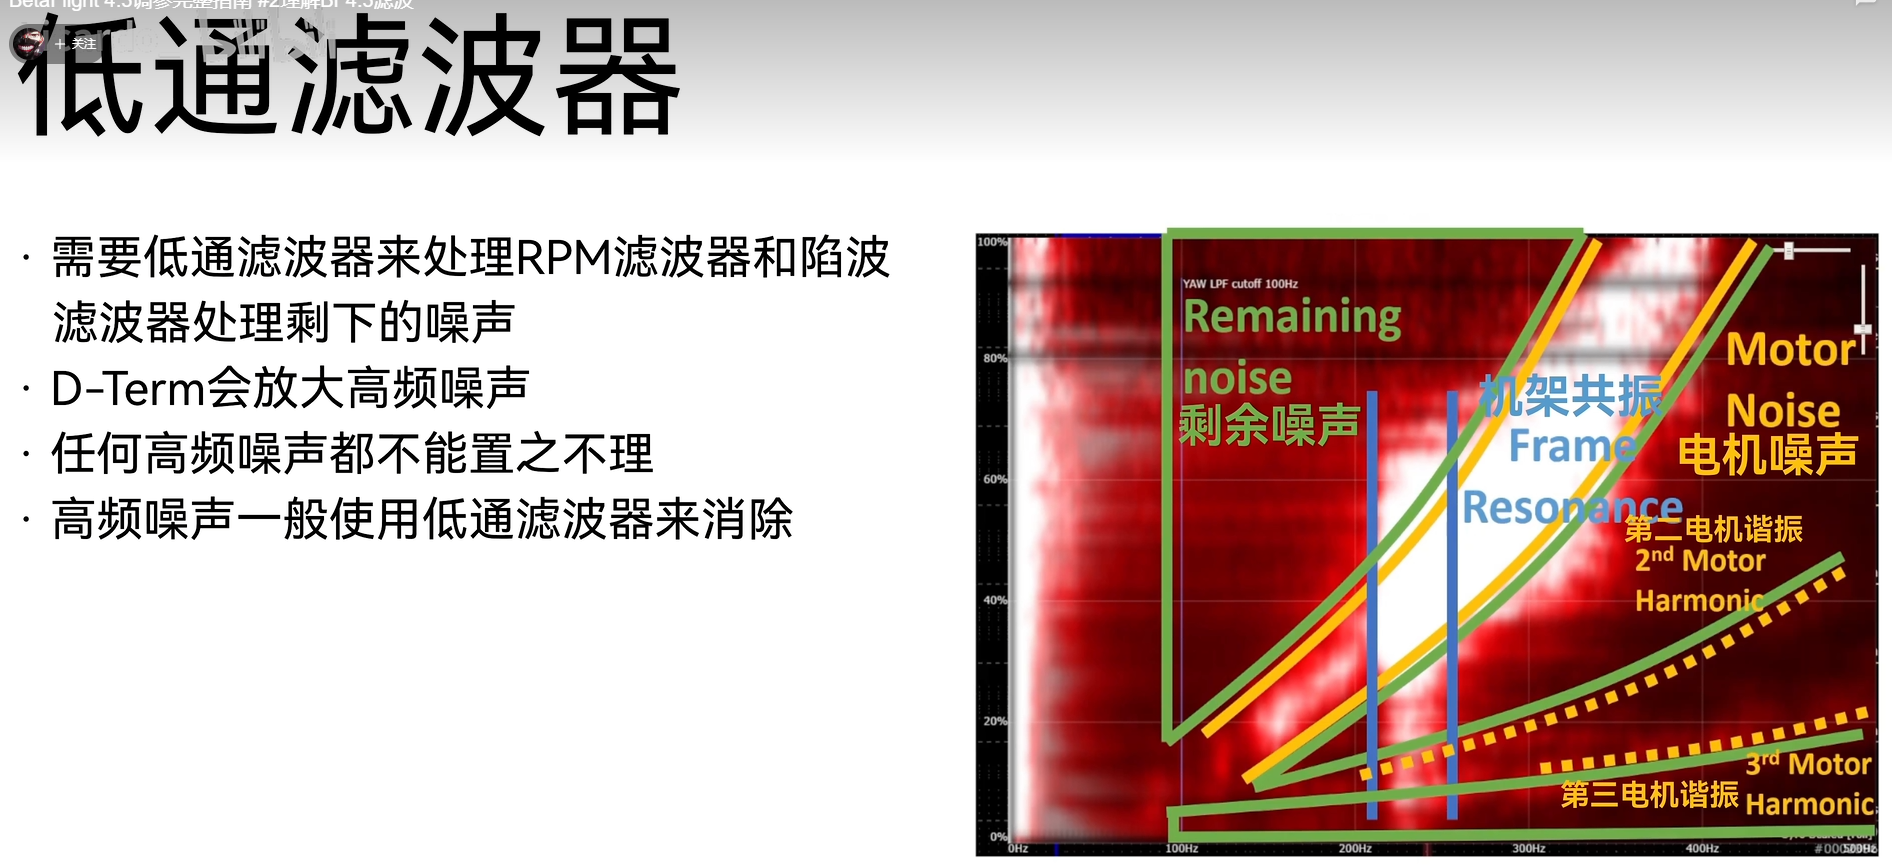 BetaFlight 4.3调参完整指南 #2理解BF4.3滤波
+ 关注
低通滤波器
· 需要低通滤波器来处理RPM滤波器和陷波
滤波器处理剩下的噪声
· D-Term会放大高频噪声
· 任何高频噪声都不能置之不理
· 高频噪声一般使用低通滤波器来消除
100%
YAW LPF cutoff 100Hz
Remaining
noise
剩余噪声
80%
Motor
Noise
电机噪声
机架共振
Frame
Resonance
60%
第二电机谐振
2nd Motor
Harmonic
40%
20%
3rd Motor
Harmonic
第三电机谐振
0%
0Hz
100Hz
200Hz
300Hz
400Hz